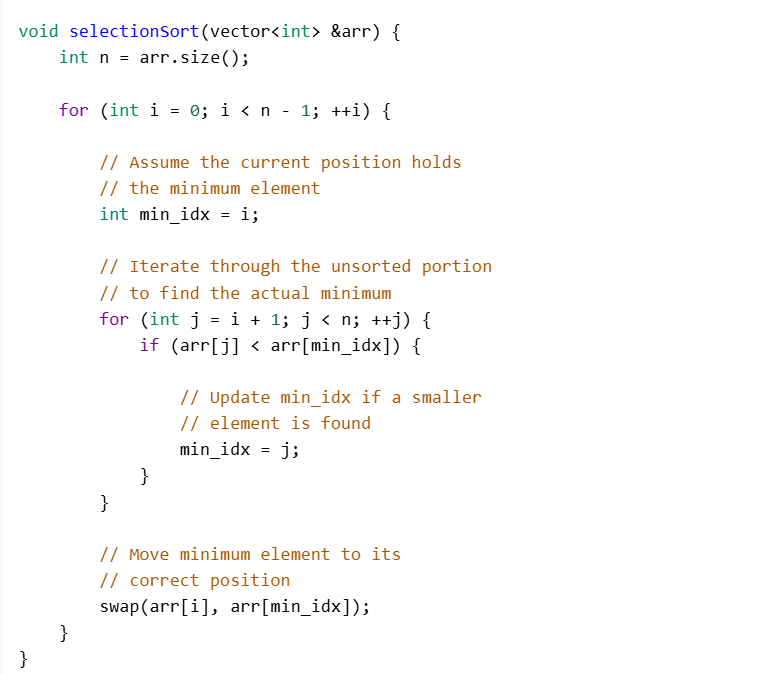 void selectionSort(vector<int> &arr) {
    int n = arr.size();

    for (int i = 0; i < n - 1; ++i) {

        // Assume the current position holds
        // the minimum element
        int min_idx = i;

        // Iterate through the unsorted portion
        // to find the actual minimum
        for (int j = i + 1; j < n; ++j) {
            if (arr[j] < arr[min_idx]) {

                // Update min_idx if a smaller
                // element is found
                min_idx = j;
            }
        }

        // Move minimum element to its
        // correct position
        swap(arr[i], arr[min_idx]);
    }
}